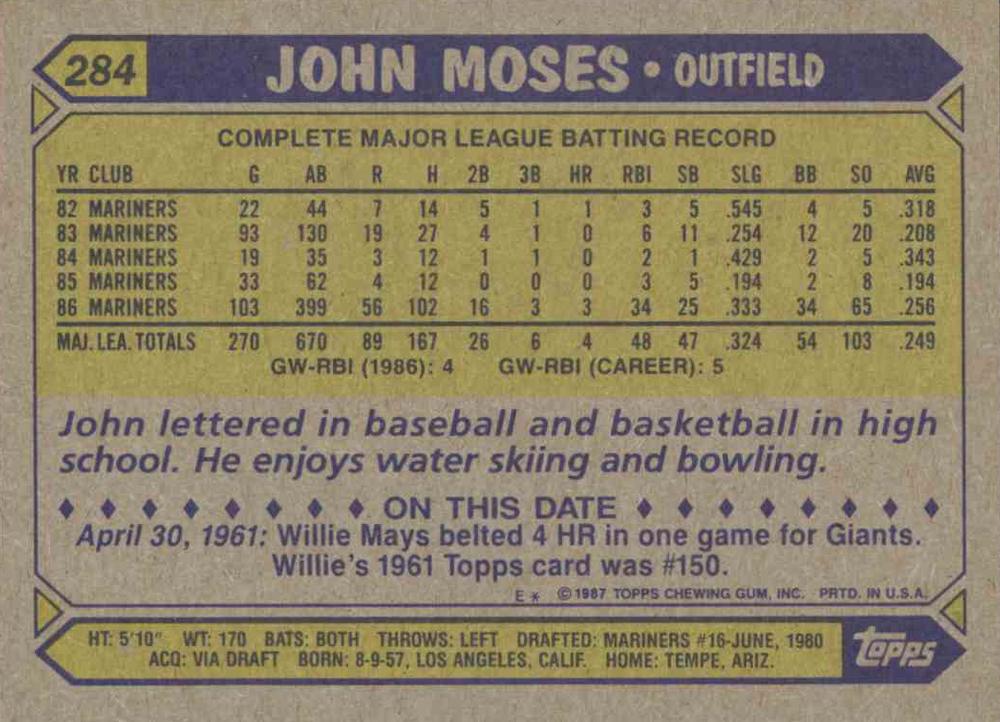 284 JOHN MOSES • OUTFIELD
COMPLETE MAJOR LEAGUE BATTING RECORD
YR CLUB G AB R H 2B 3B HR RBI SB SLG BB SO AVG
82 MARINERS 22 44 7 14 5 1 1 3 5 .545 4 5 .318
83 MARINERS 93 130 19 27 4 1 0 6 11 .254 12 20 .208
84 MARINERS 19 35 3 12 1 1 0 2 1 .429 2 5 .343
85 MARINERS 33 62 4 12 0 0 0 3 5 .194 2 8 .194
86 MARINERS 103 399 56 102 16 3 3 34 25 .333 34 65 .256
MAJ. LEA. TOTALS 270 670 89 167 26 6 4 48 47 .324 54 103 .249
GW-RBI (1986): 4 GW-RBI (CAREER): 5
John lettered in baseball and basketball in high
school. He enjoys water skiing and bowling.
♦ ♦ ♦ ♦ ♦ ♦ ♦ ♦ ON THIS DATE ♦ ♦ ♦ ♦ ♦ ♦ ♦ ♦
April 30, 1961: Willie Mays belted 4 HR in one game for Giants.
Willie's 1961 Topps card was #150.
E * © 1987 TOPPS CHEWING GUM, INC. PRTD. IN U.S.A.
HT: 5'10" WT: 170 BATS: BOTH THROWS: LEFT DRAFTED: MARINERS #16-JUNE, 1980
ACQ: VIA DRAFT BORN: 8-9-57, LOS ANGELES, CALIF. HOME: TEMPE, ARIZ.
topps